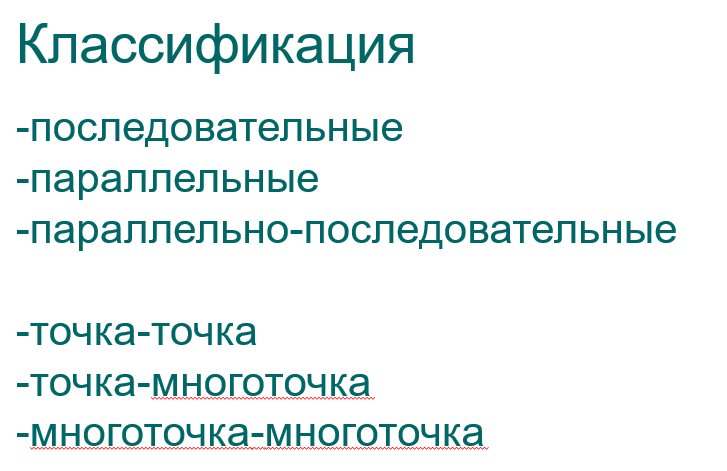 Классификация
-последовательные
-параллельные
-параллельно-последовательные
-точка-точка
-точка-многоточка
-многоточка-многоточка